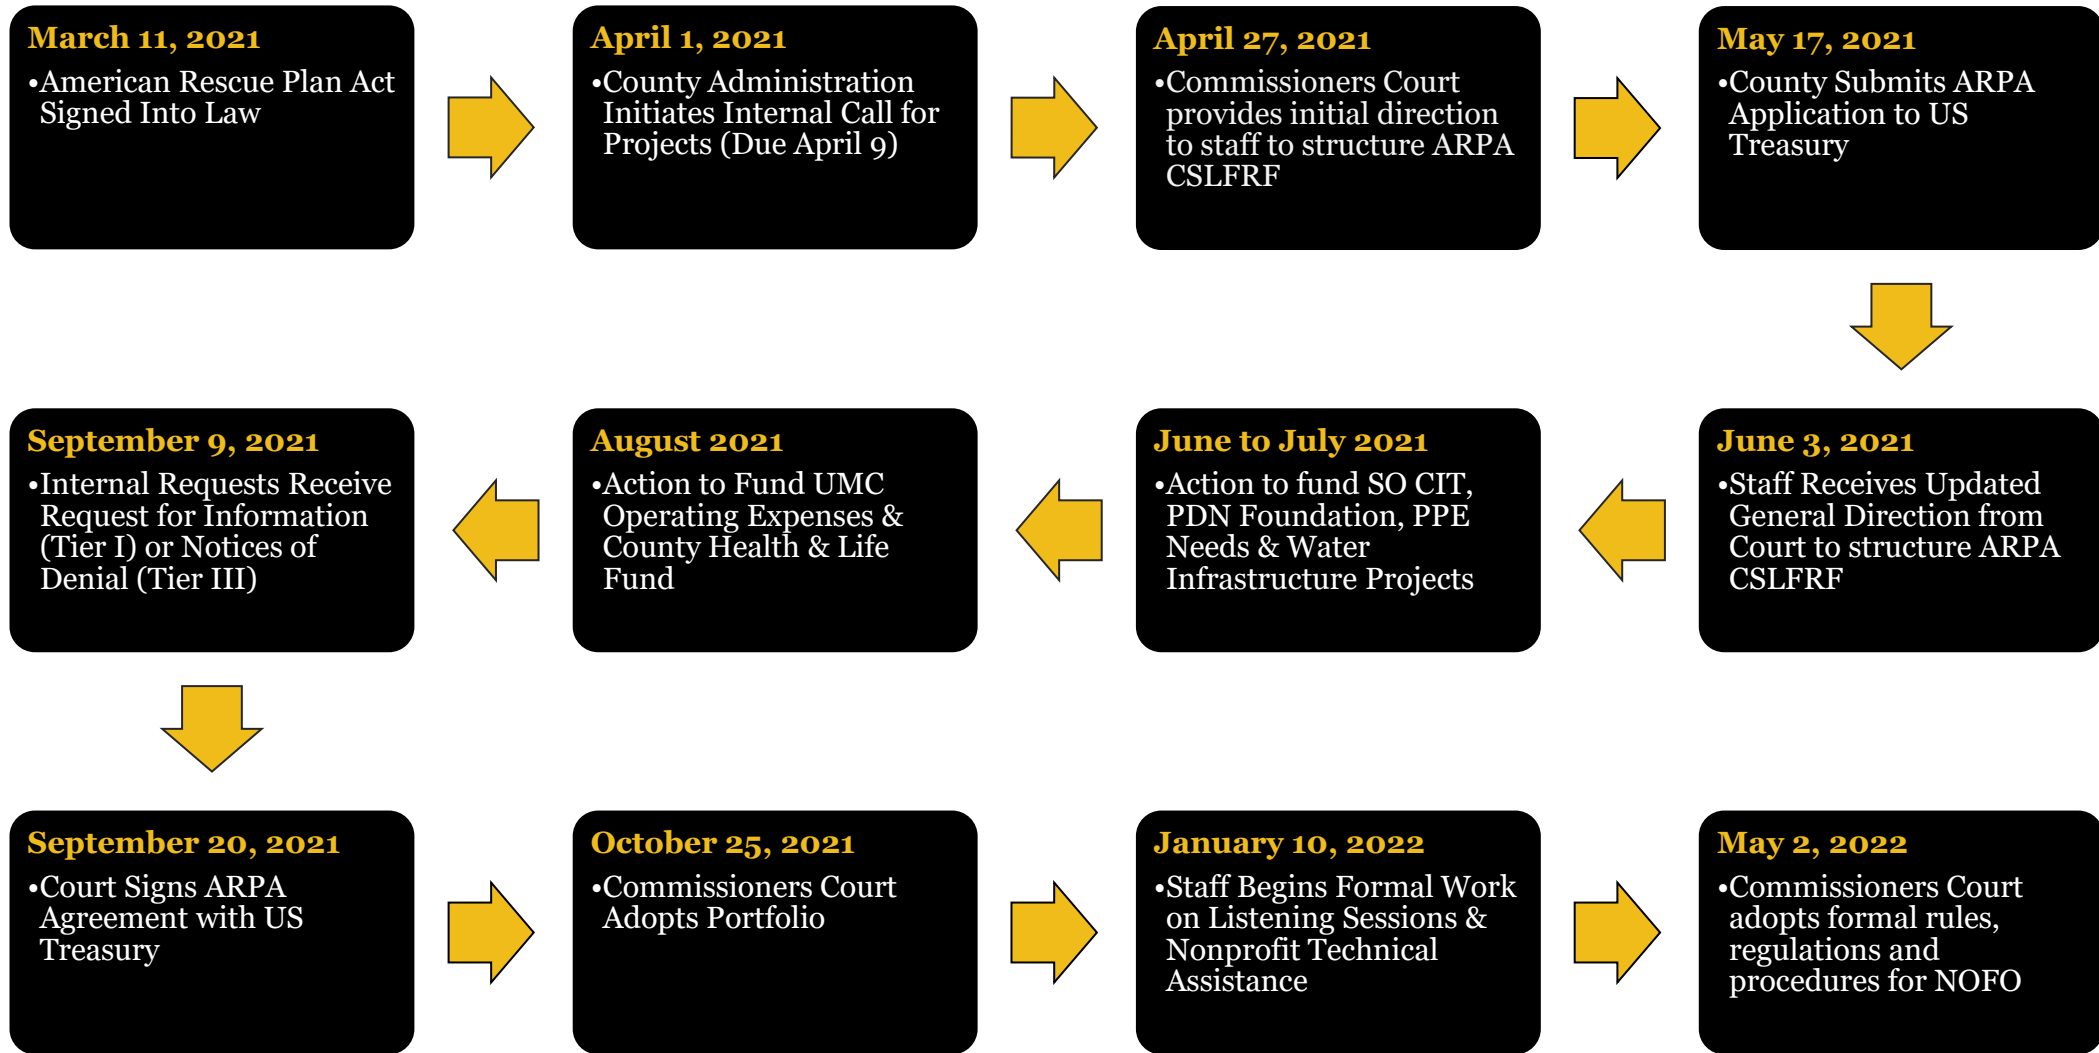 March 11, 2021
•American Rescue Plan Act
Signed Into Law
April 1, 2021
•County Administration
Initiates Internal Call for
Projects (Due April 9)
April 27, 2021
•Commissioners Court
provides initial direction
to staff to structure ARPA
CSLFRF
May 17, 2021
•County Submits ARPA
Application to US
Treasury
June 3, 2021
•Staff Receives Updated
General Direction from
Court to structure ARPA
CSLFRF
June to July 2021
•Action to fund SO CIT,
PDN Foundation, PPE
Needs & Water
Infrastructure Projects
August 2021
•Action to Fund UMC
Operating Expenses &
County Health & Life
Fund
September 9, 2021
•Internal Requests Receive
Request for Information
(Tier I) or Notices of
Denial (Tier III)
September 20, 2021
•Court Signs ARPA
Agreement with US
Treasury
October 25, 2021
•Commissioners Court
Adopts Portfolio
January 10, 2022
•Staff Begins Formal Work
on Listening Sessions &
Nonprofit Technical
Assistance
May 2, 2022
•Commissioners Court
adopts formal rules,
regulations and
procedures for NOFO